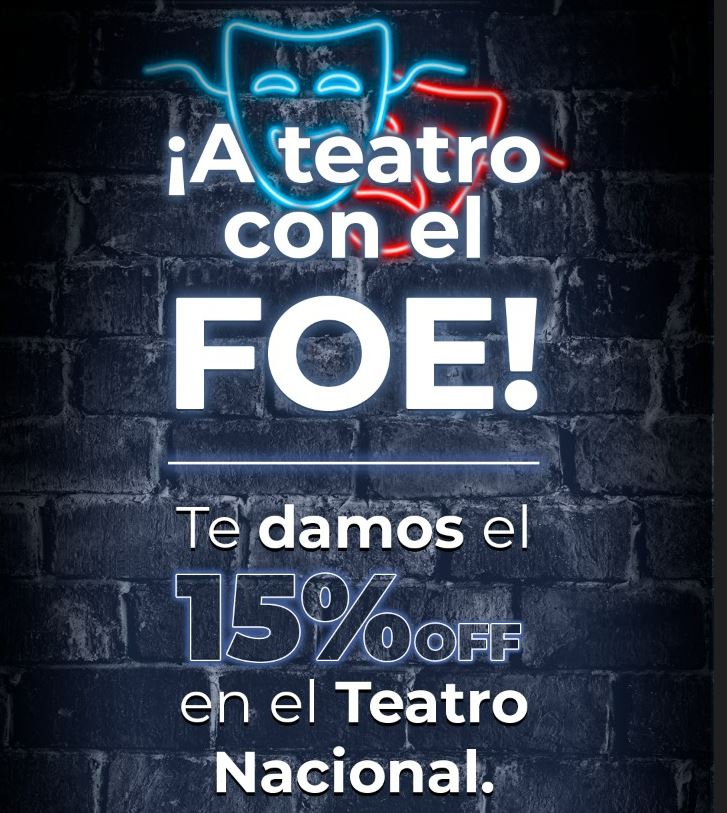 ¡A teatro
con el
FOE!
Te damos el
15%OFF
en el Teatro
Nacional.